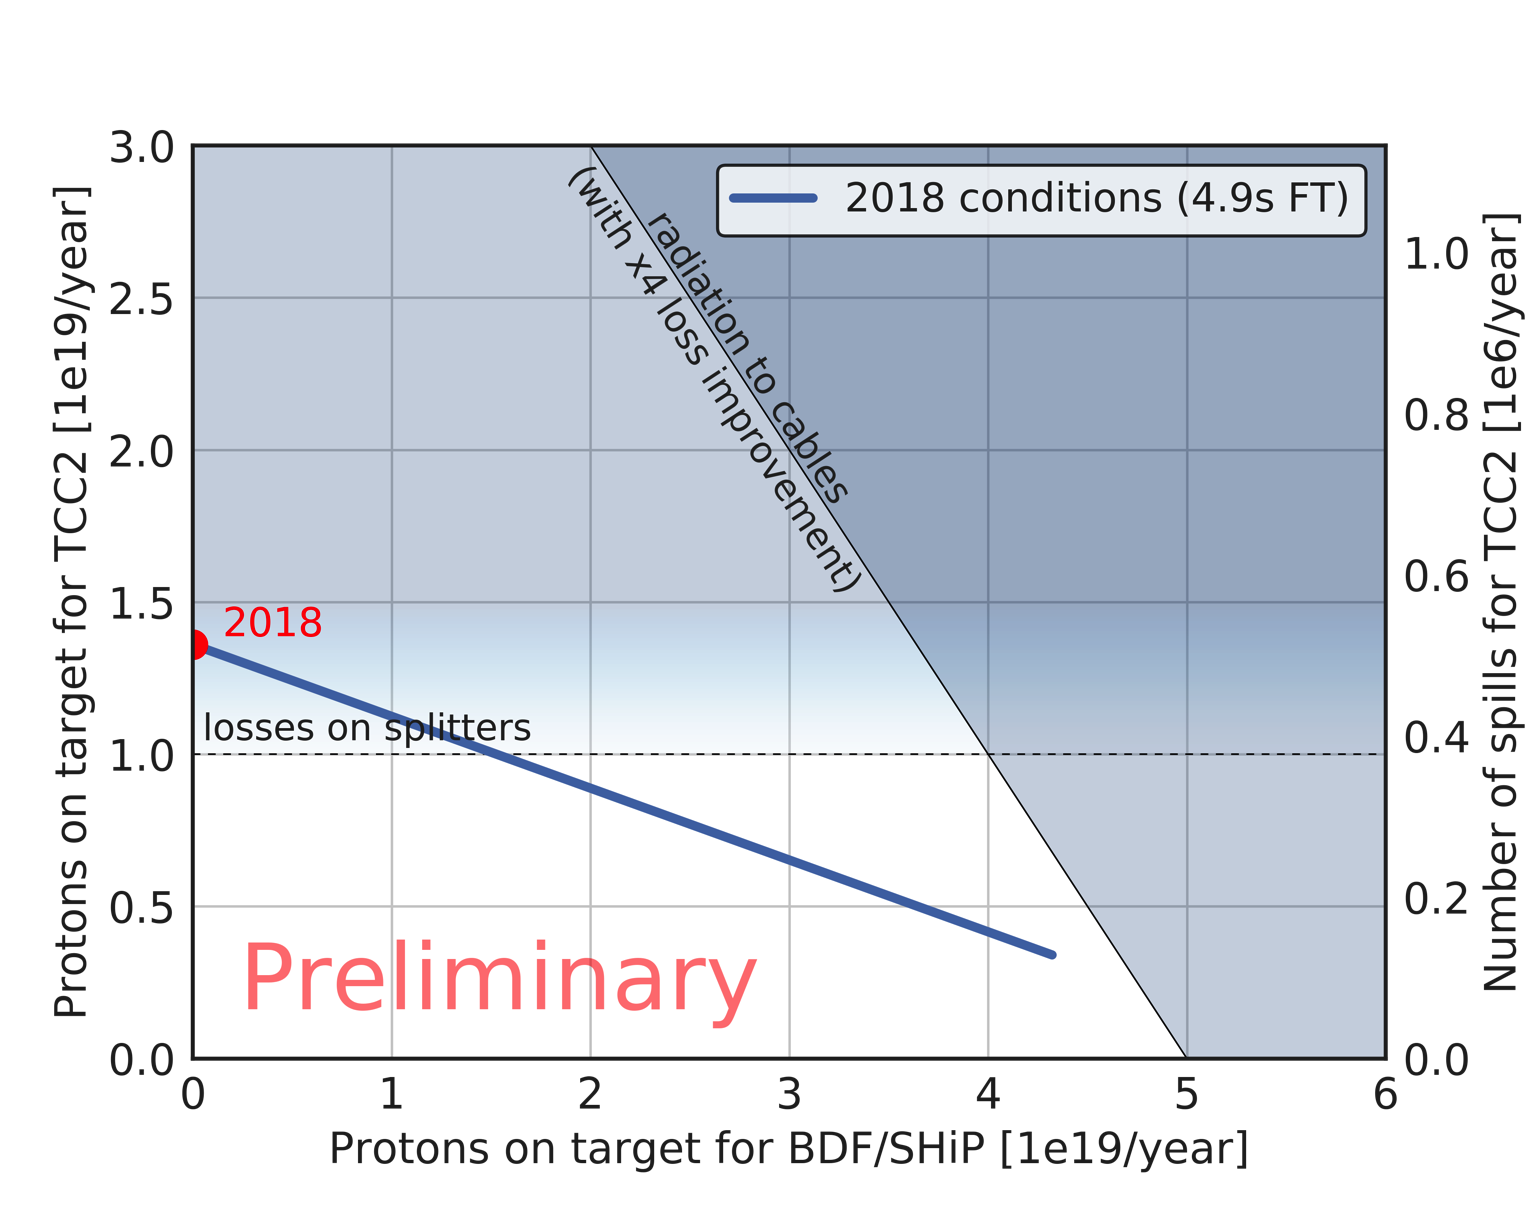 3.0
2.5
2.0
1.5
1.0
0.5
0.0
Protons on target for TCC2 [1e19/year]
2018 conditions (4.9s FT)
radiation to cables
(with x4 loss improvement)
2018
losses on splitters
Preliminary
1.0
0.8
0.6
0.4
0.2
0.0
Number of spills for TCC2 [1e6/year]
0 1 2 3 4 5 6
Protons on target for BDF/SHiP [1e19/year]